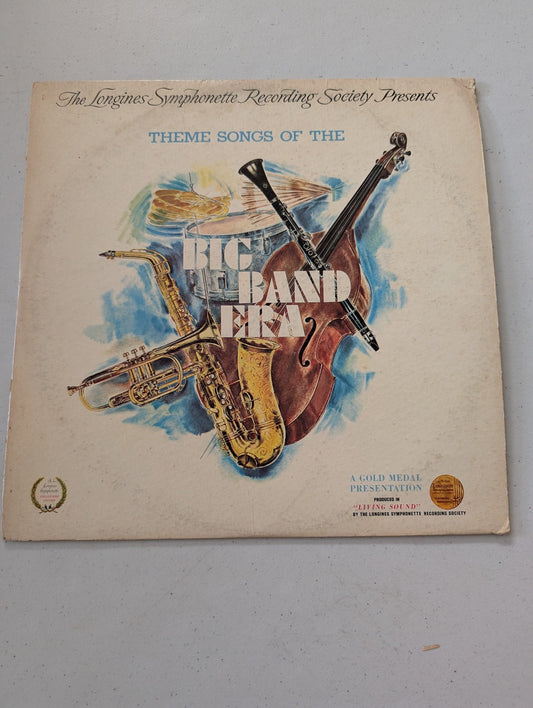 The Longines Symphonette Recording Society Presents
THEME SONGS OF THE
BIG
BAND
ERA
A GOLD MEDAL
PRESENTATION
PRODUCED IN
"LIVING SOUND"
BY THE LONGINES SYMPHONETTE RECORDING SOCIETY